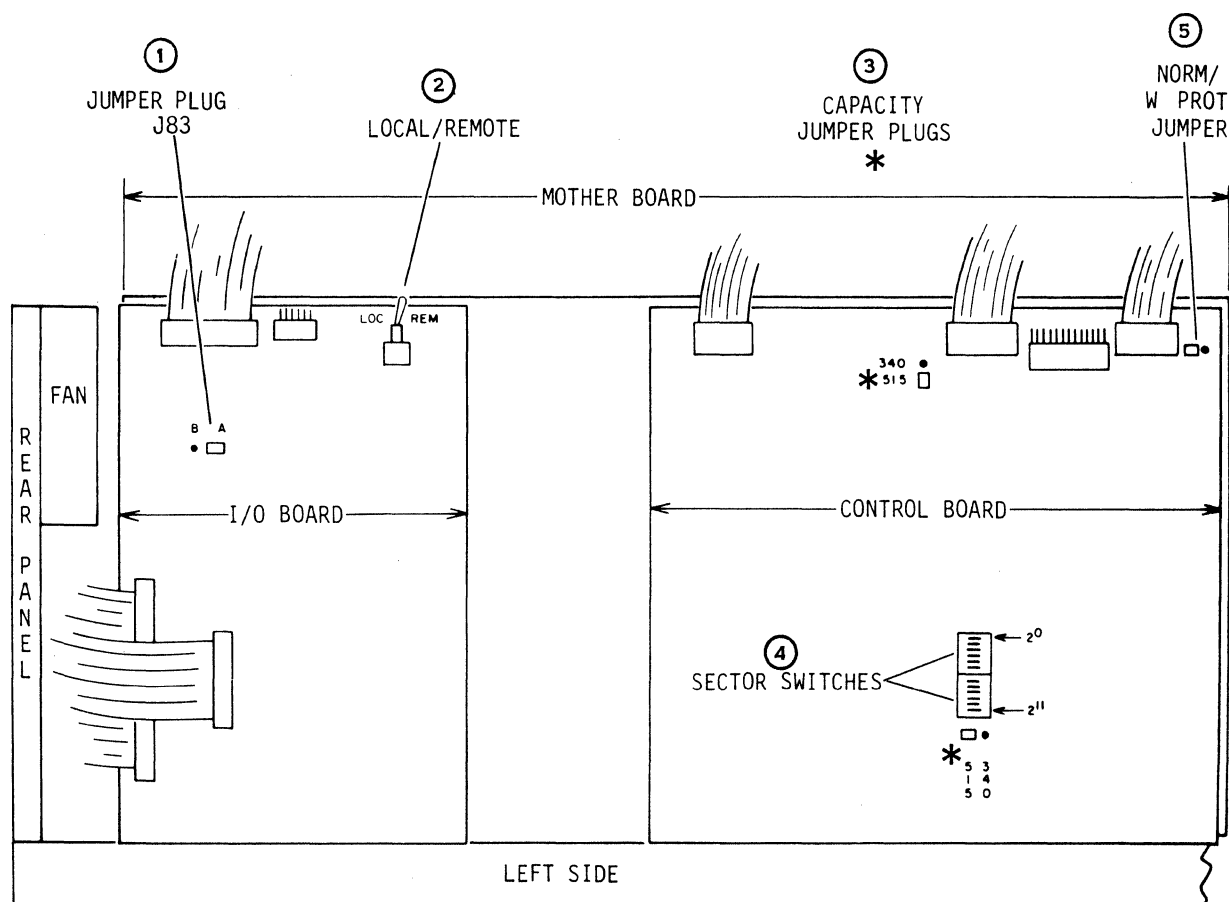 1
JUMPER PLUG
J83
2
LOCAL/REMOTE
3
CAPACITY
JUMPER PLUGS
*
5
NORM/
W PROT
JUMPER
MOTHER BOARD
LOC REM
340
* 515
FAN
B A
REAR PANEL
I/O BOARD
CONTROL BOARD
4
SECTOR SWITCHES
2⁰
2¹¹
*
5 3
1 4
5 0
LEFT SIDE